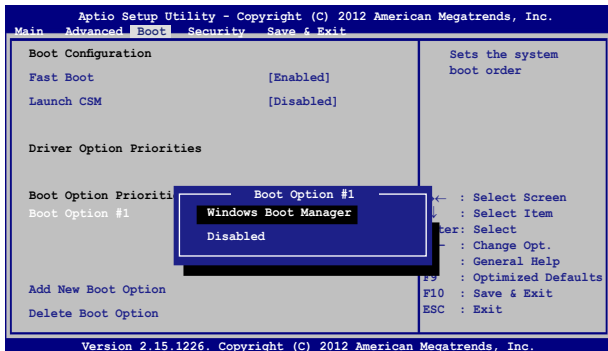 Aptio Setup Utility - Copyright (C) 2012 American Megatrends, Inc.
Main Advanced Boot Security Save & Exit
Boot Configuration
Fast Boot [Enabled]
Launch CSM [Disabled]
Driver Option Priorities
Boot Option Prioriti
Boot Option #1
Add New Boot Option
Delete Boot Option
Boot Option #1
Windows Boot Manager
Disabled
Sets the system
boot order
→← : Select Screen
↓ : Select Item
ter: Select
— : Change Opt.
: General Help
F9 : Optimized Defaults
F10 : Save & Exit
ESC : Exit
Version 2.15.1226. Copyright (C) 2012 American Megatrends, Inc.